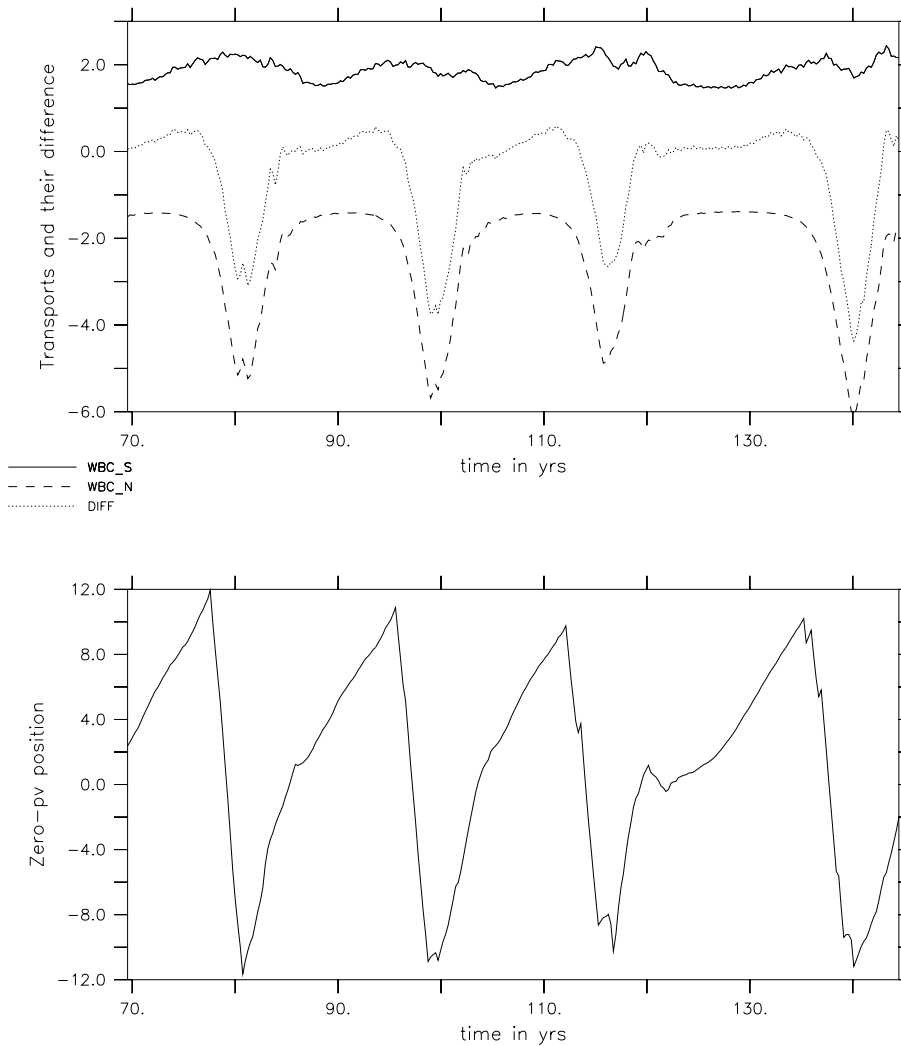 Transports and their difference
2.0
0.0
−2.0
−4.0
−6.0
70.
90.
110.
130.
time in yrs
WBC_S
WBC_N
DIFF
Zero−pv position
12.0
8.0
4.0
0.0
−4.0
−8.0
−12.0
70.
90.
110.
130.
time in yrs